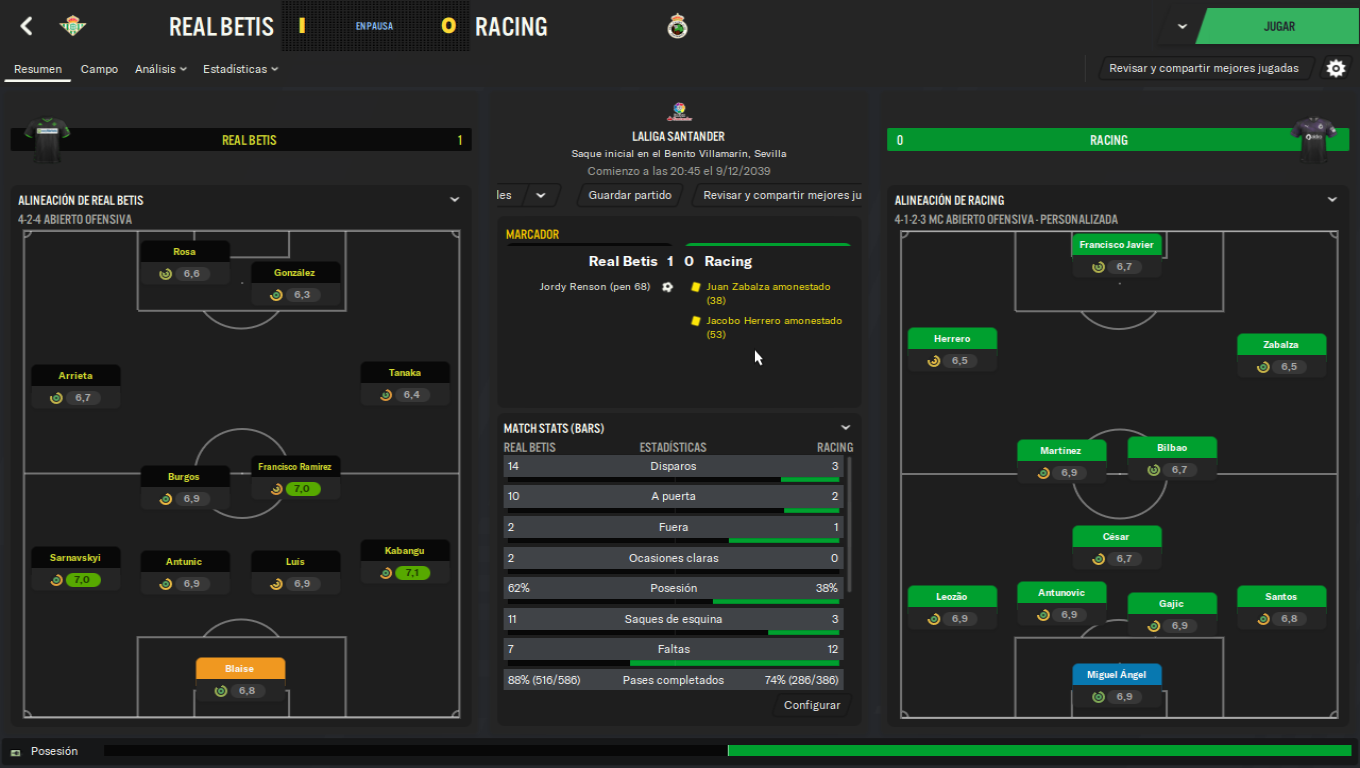 REAL BETIS 1 EN PAUSA 0 RACING
JUGAR
Resumen Campo Análisis Estadísticas
Revisar y compartir mejores jugadas
REAL BETIS 1
ALINEACIÓN DE REAL BETIS
4-2-4 ABIERTO OFENSIVA
Rosa
6,6
González
6,3
Arrieta
6,7
Tanaka
6,4
Burgos
6,9
Francisco Ramírez
7,0
Sarnavskyi
7,0
Antunic
6,9
Luis
6,9
Kabangu
7,1
Blaise
6,8
LALIGA SANTANDER
Saque inicial en el Benito Villamarín, Sevilla
Comienzo a las 20:45 el 9/12/2039
les
Guardar partido
Revisar y compartir mejores ju
MARCADOR
Real Betis 1 0 Racing
Jordy Renson (pen 68)
Juan Zabalza amonestado
(38)
Jacobo Herrero amonestado
(53)
MATCH STATS (BARS)
REAL BETIS ESTADÍSTICAS RACING
14 Disparos 3
10 A puerta 2
2 Fuera 1
2 Ocasiones claras 0
62% Posesión 38%
11 Saques de esquina 3
7 Faltas 12
88% (516/586) Pases completados 74% (286/386)
Configurar
0 RACING
ALINEACIÓN DE RACING
4-1-2-3 MC ABIERTO OFENSIVA - PERSONALIZADA
Francisco Javier
6,7
Herrero
6,5
Zabalza
6,5
Martínez
6,9
Bilbao
6,7
César
6,7
Leozão
6,9
Antunovic
6,9
Gajic
6,9
Santos
6,8
Miguel Ángel
6,9
Posesión